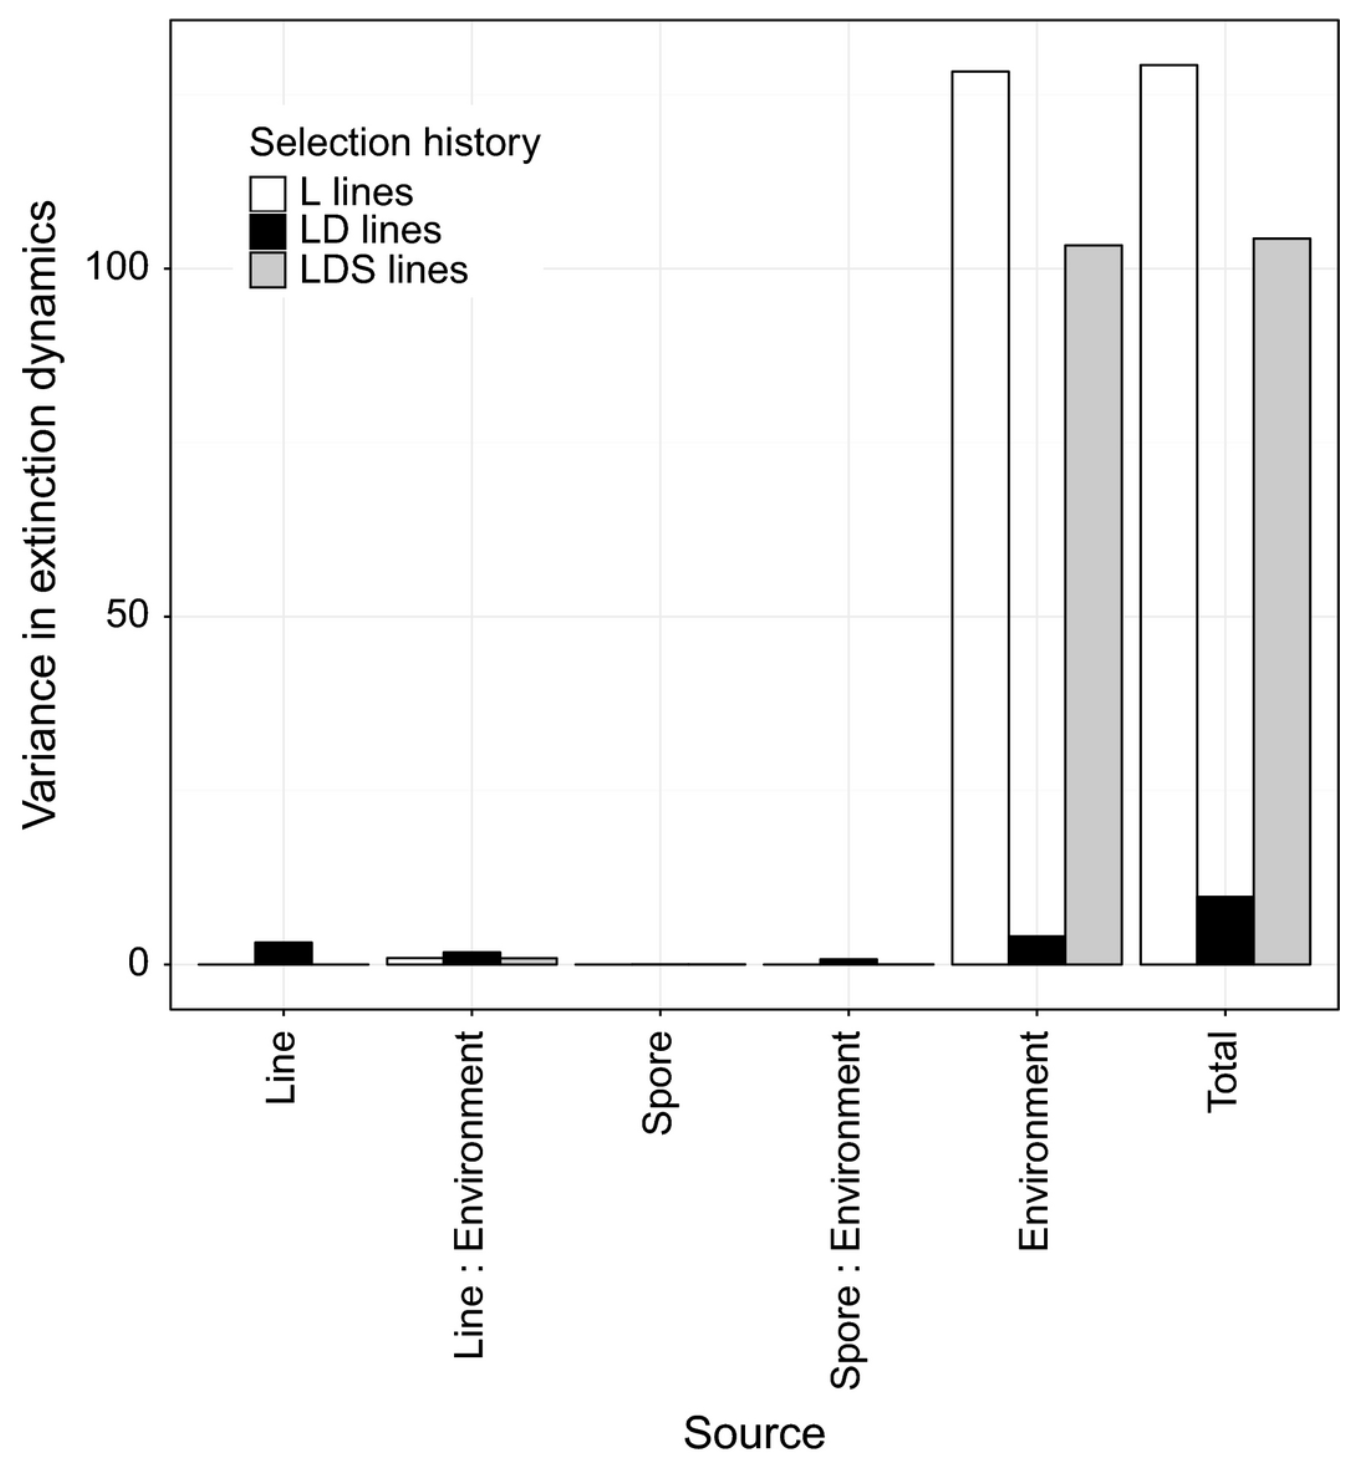 Variance in extinction dynamics
Selection history
L lines
LD lines
LDS lines
100
50
0
Line
Line : Environment
Spore
Spore : Environment
Environment
Total
Source